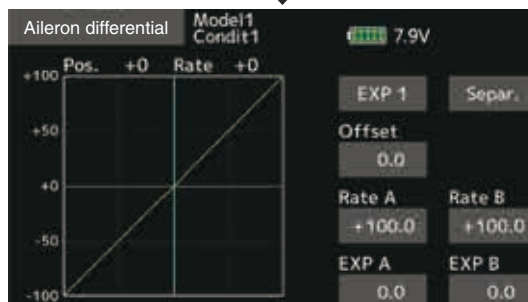 Aileron differential
Model1
Condit1
7.9V
Pos. +0 Rate +0
+100
+50
+0
-50
-100
EXP 1 Separ.
Offset
0.0
Rate A Rate B
+100.0 +100.0
EXP A EXP B
0.0 0.0